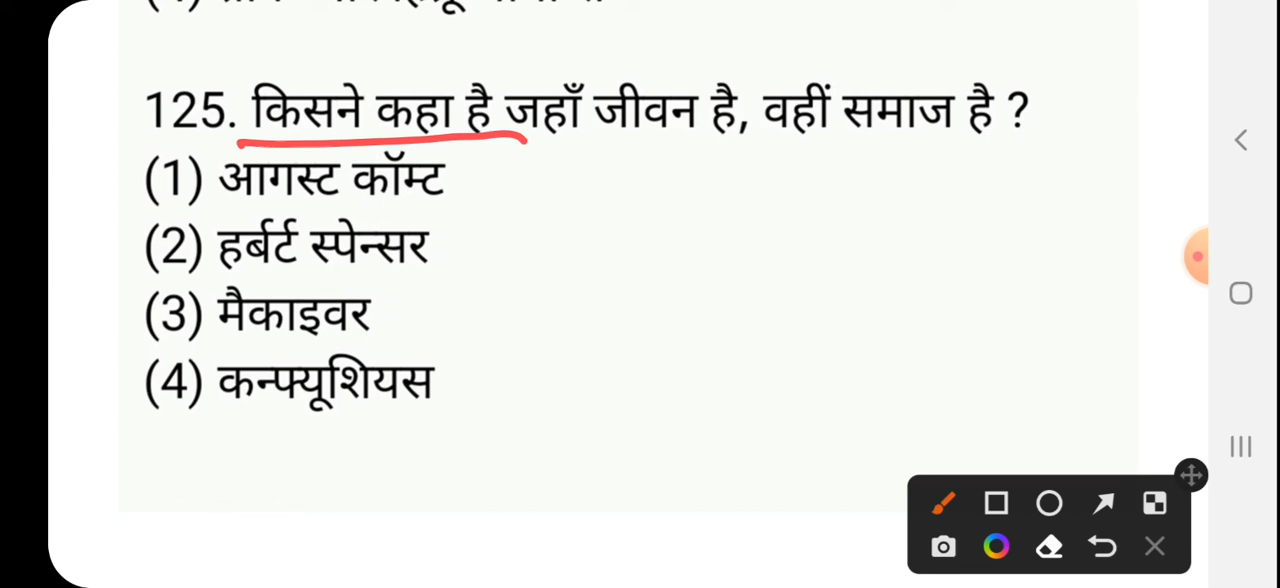 125. किसने कहा है जहाँ जीवन है, वहीं समाज है ?
(1) आगस्ट कॉम्ट
(2) हर्बर्ट स्पेन्सर
(3) मैकाइवर
(4) कन्फ्यूशियस